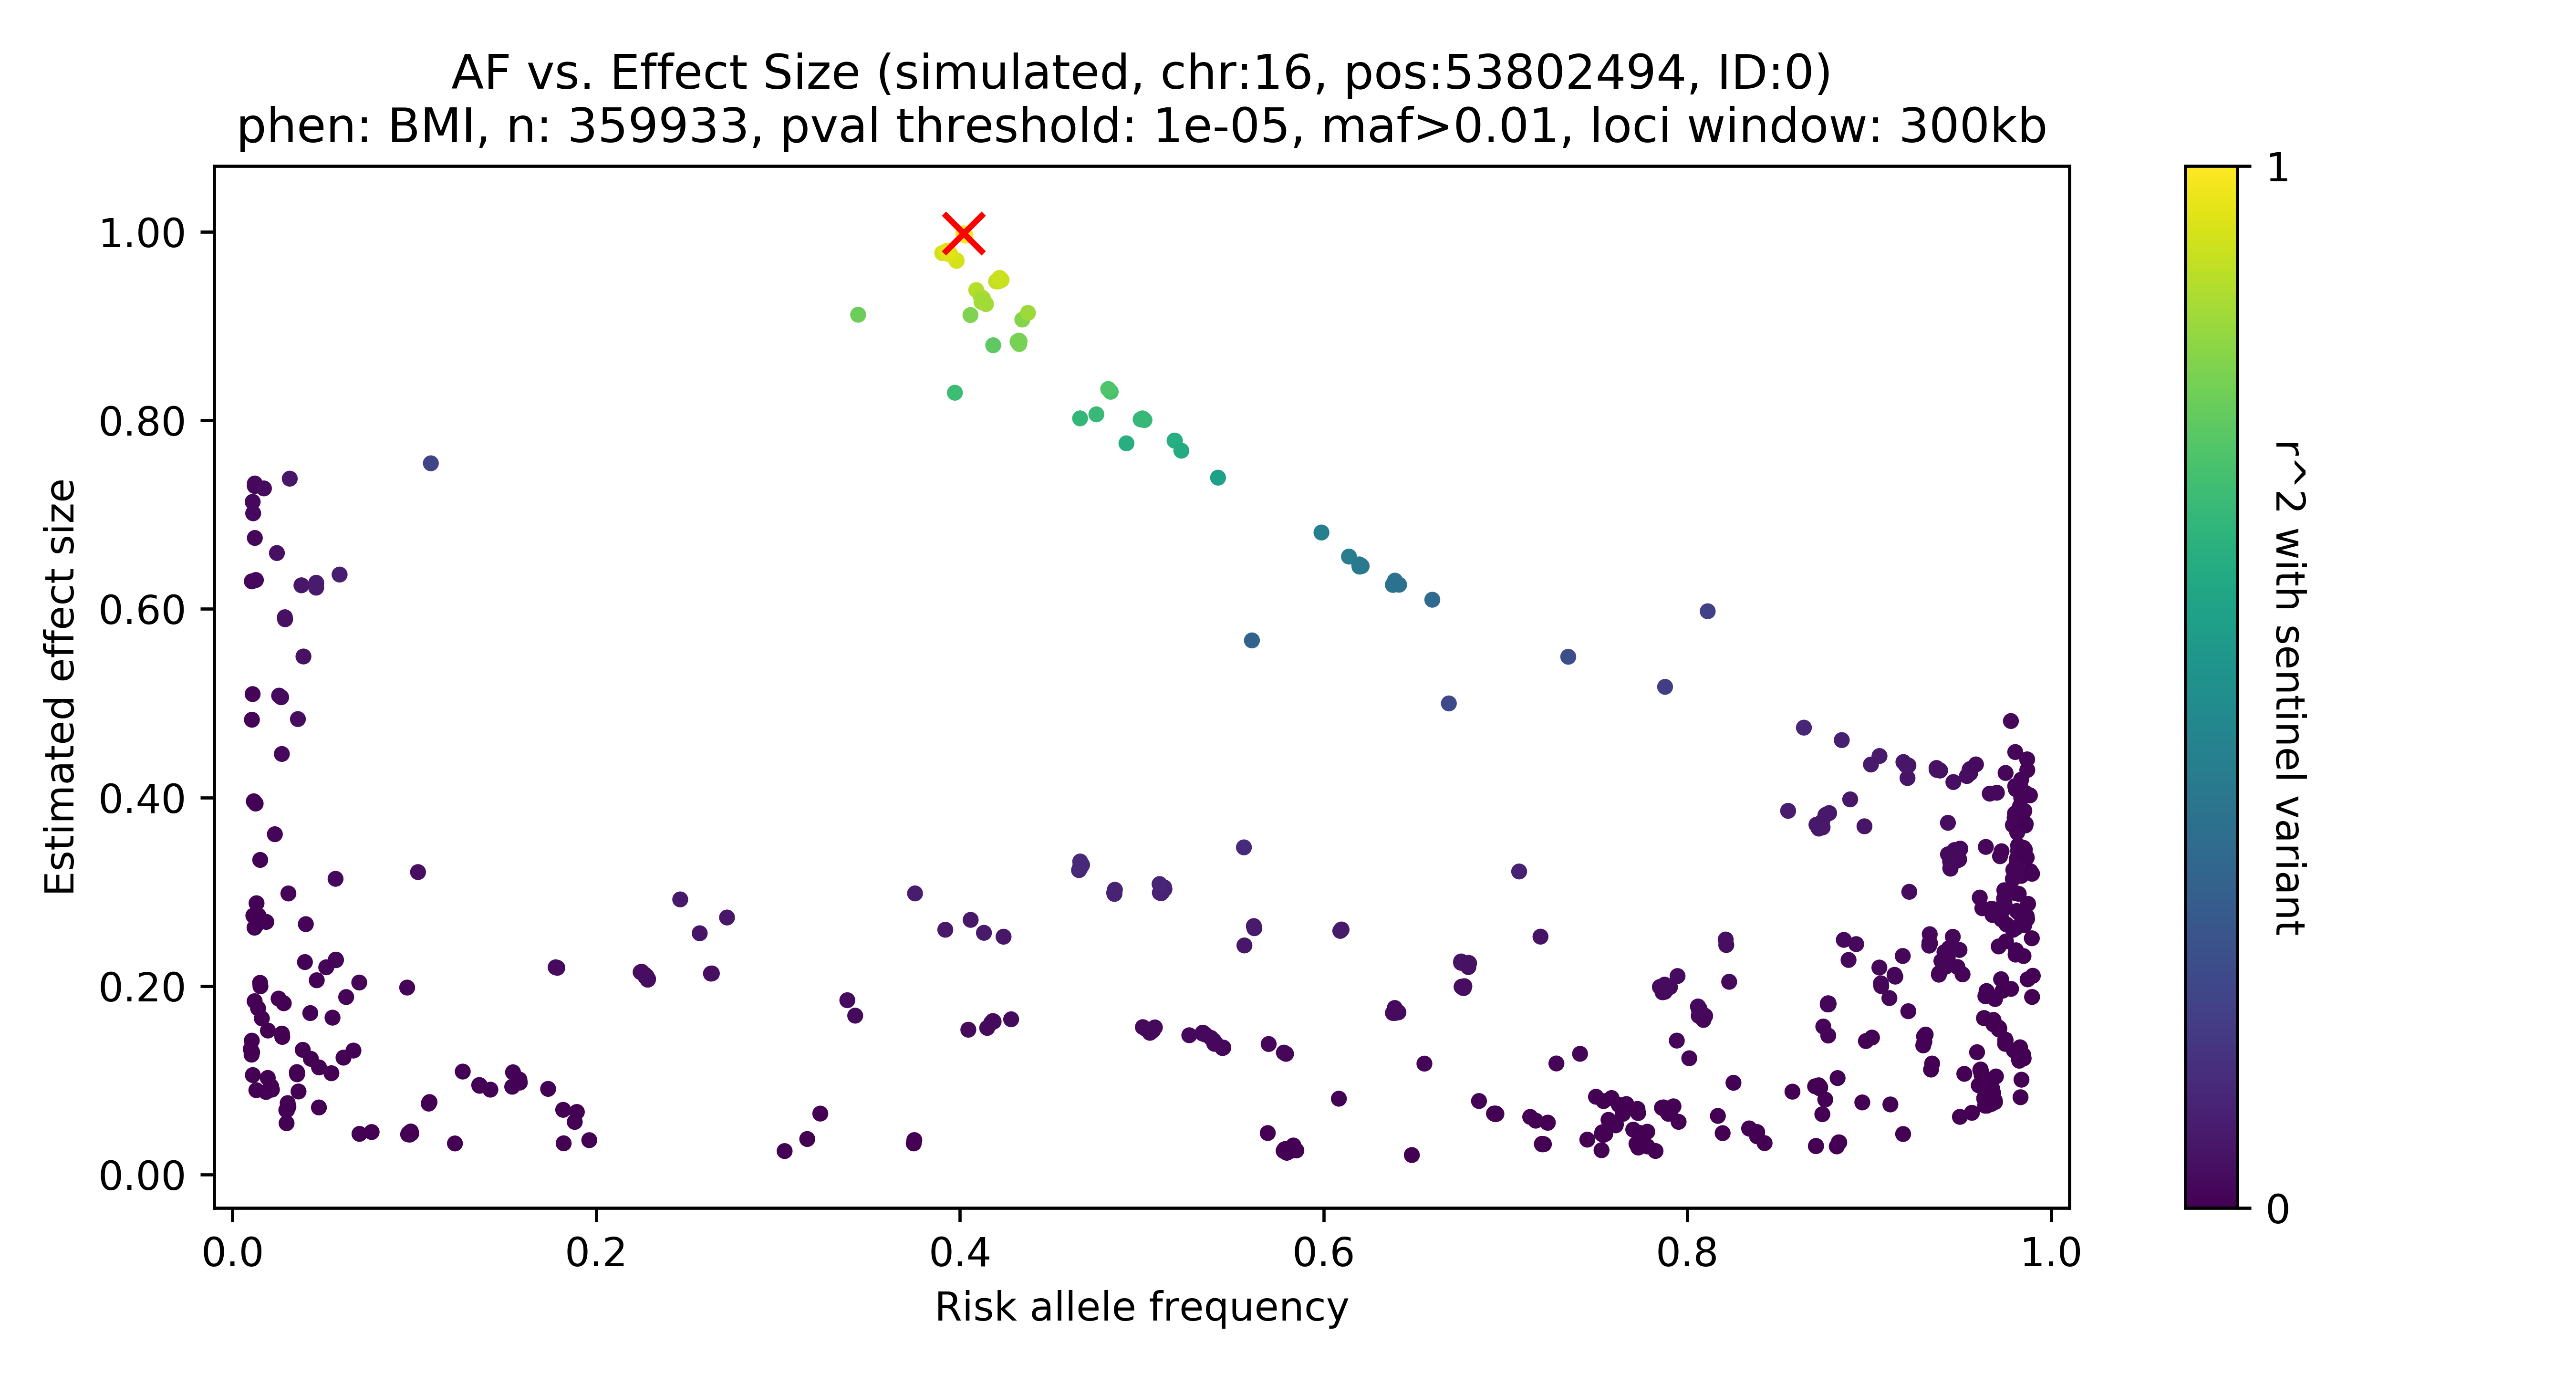 AF vs. Effect Size (simulated, chr:16, pos:53802494, ID:0)
phen: BMI, n: 359933, pval threshold: 1e-05, maf>0.01, loci window: 300kb
1.00
0.80
0.60
0.40
0.20
0.00
Estimated effect size
0.0
0.2
0.4
0.6
0.8
1.0
Risk allele frequency
1
0
r^2 with sentinel variant